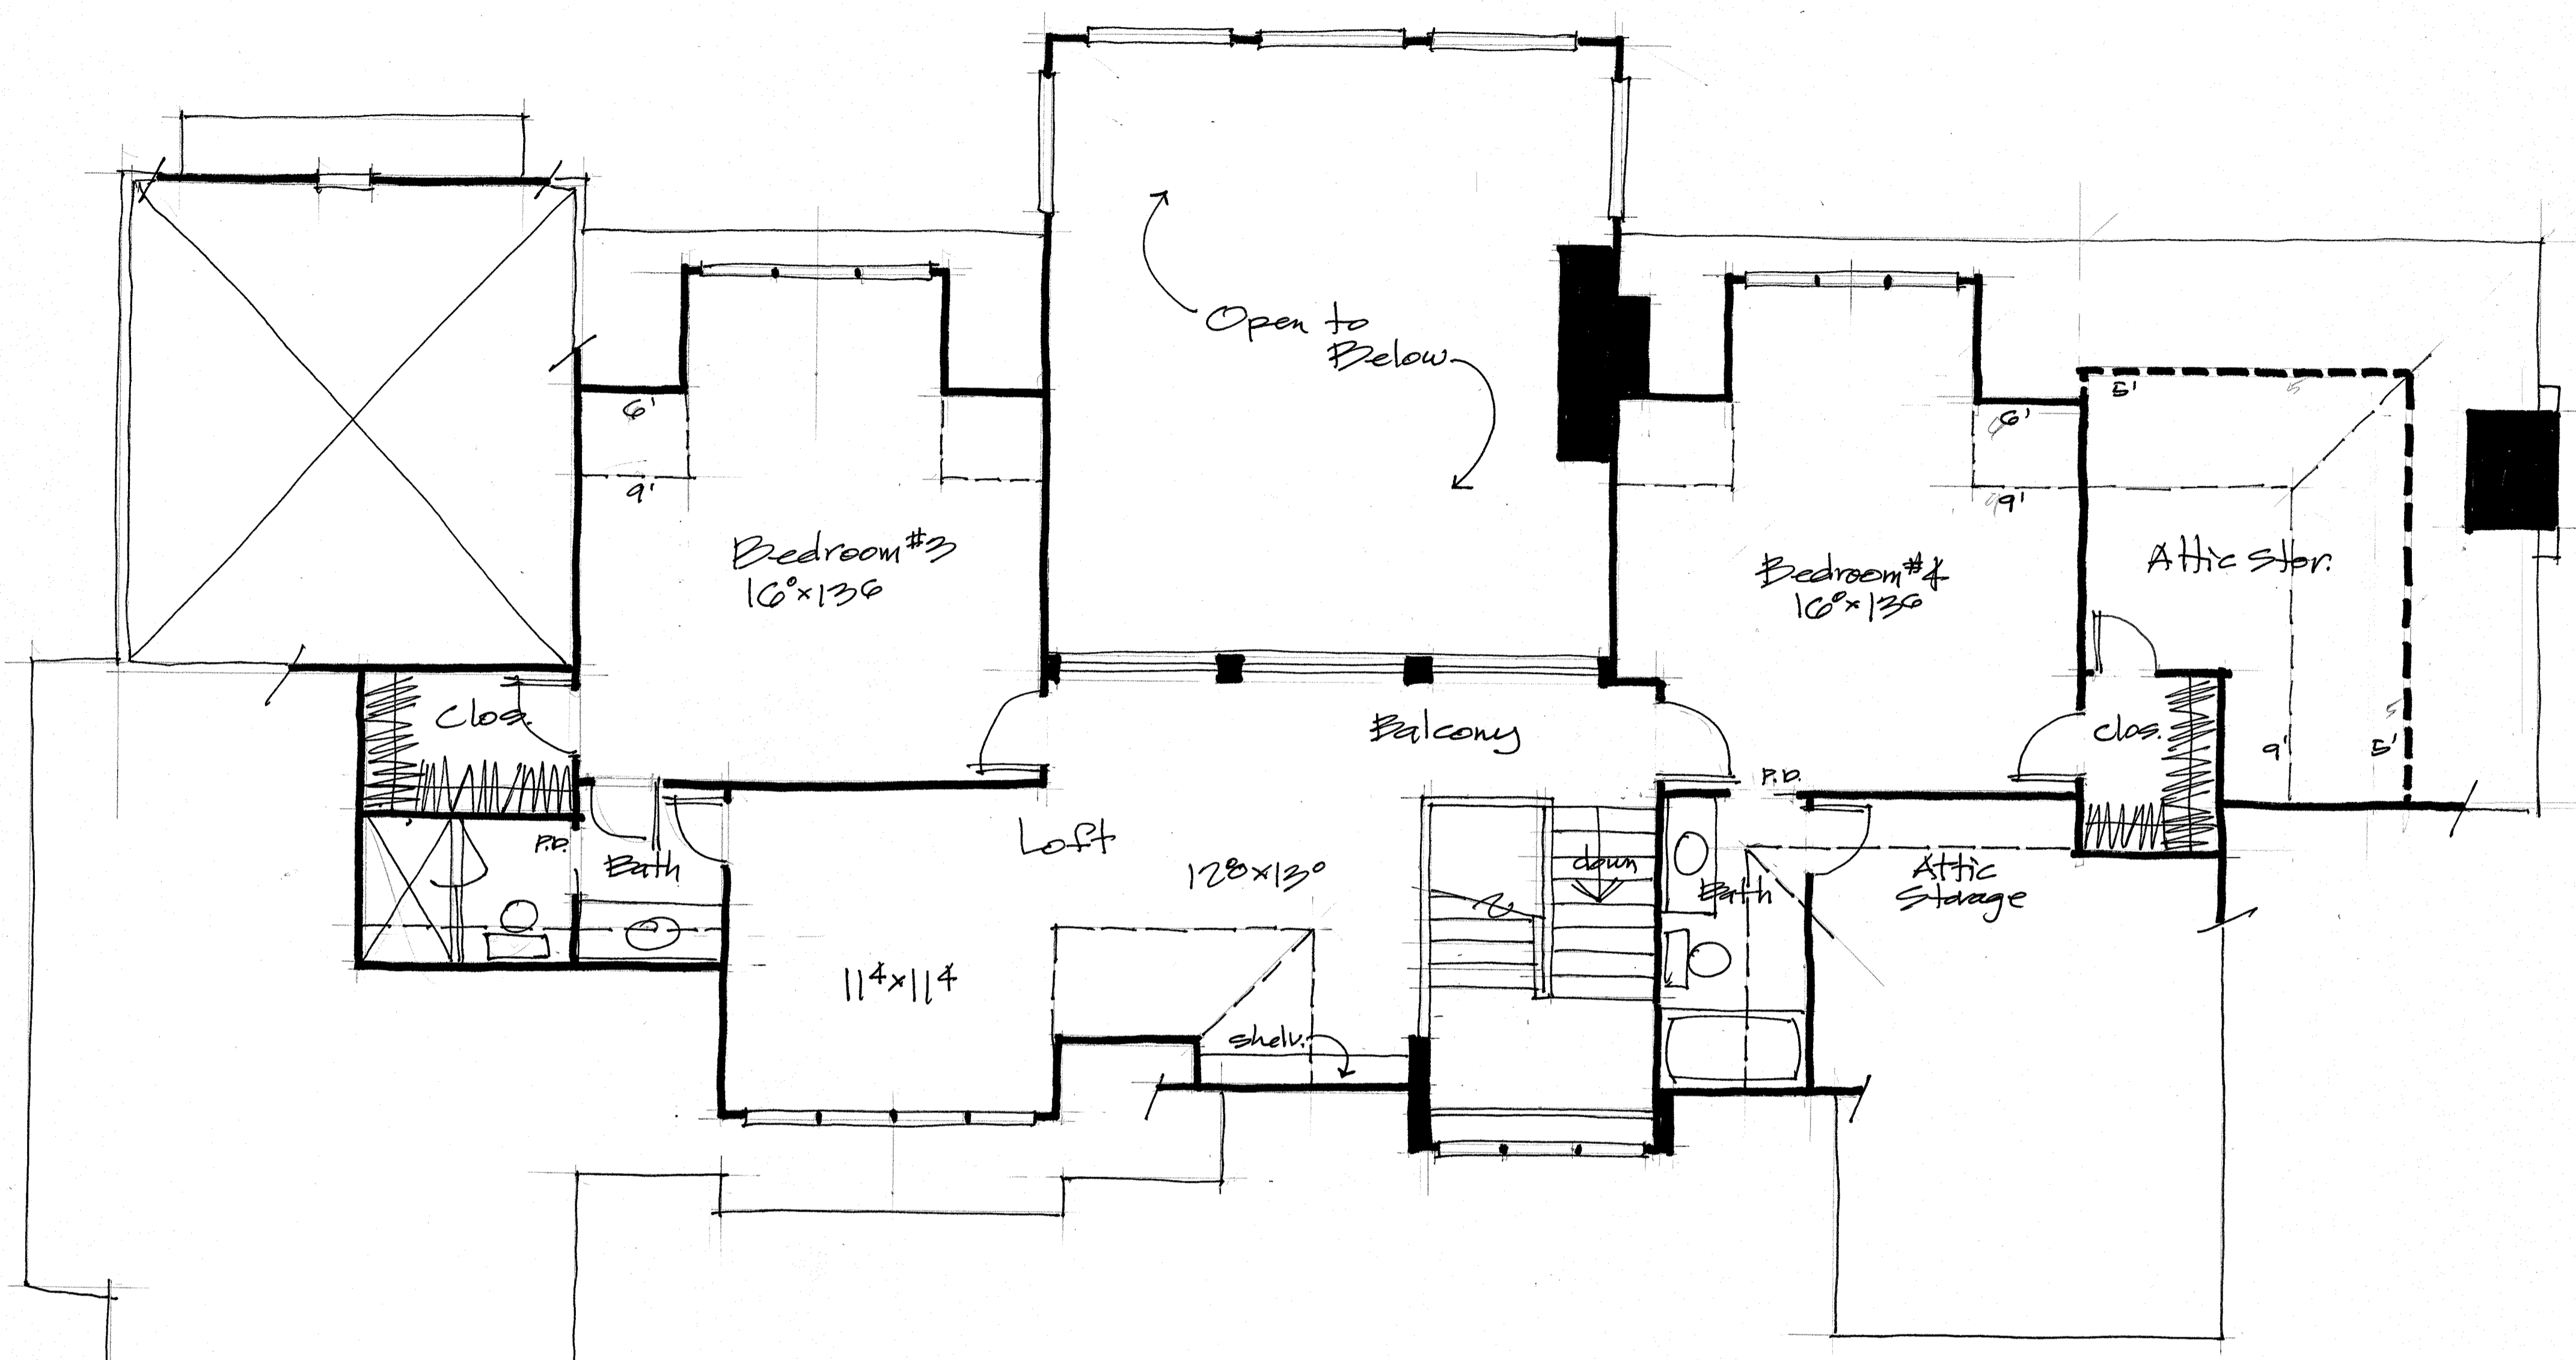 Open to
Below
6'
9'
Bedroom #3
16⁰x13⁶
6'
9'
Bedroom #4
16⁰x13⁶
5'
Attic Stor.
9'
5'
Clos.
Balcony
Clos.
P.D.
P.D.
Bath
Loft
12⁸x13⁰
down
Bath
Attic
Storage
11⁴x11⁴
Shelv.